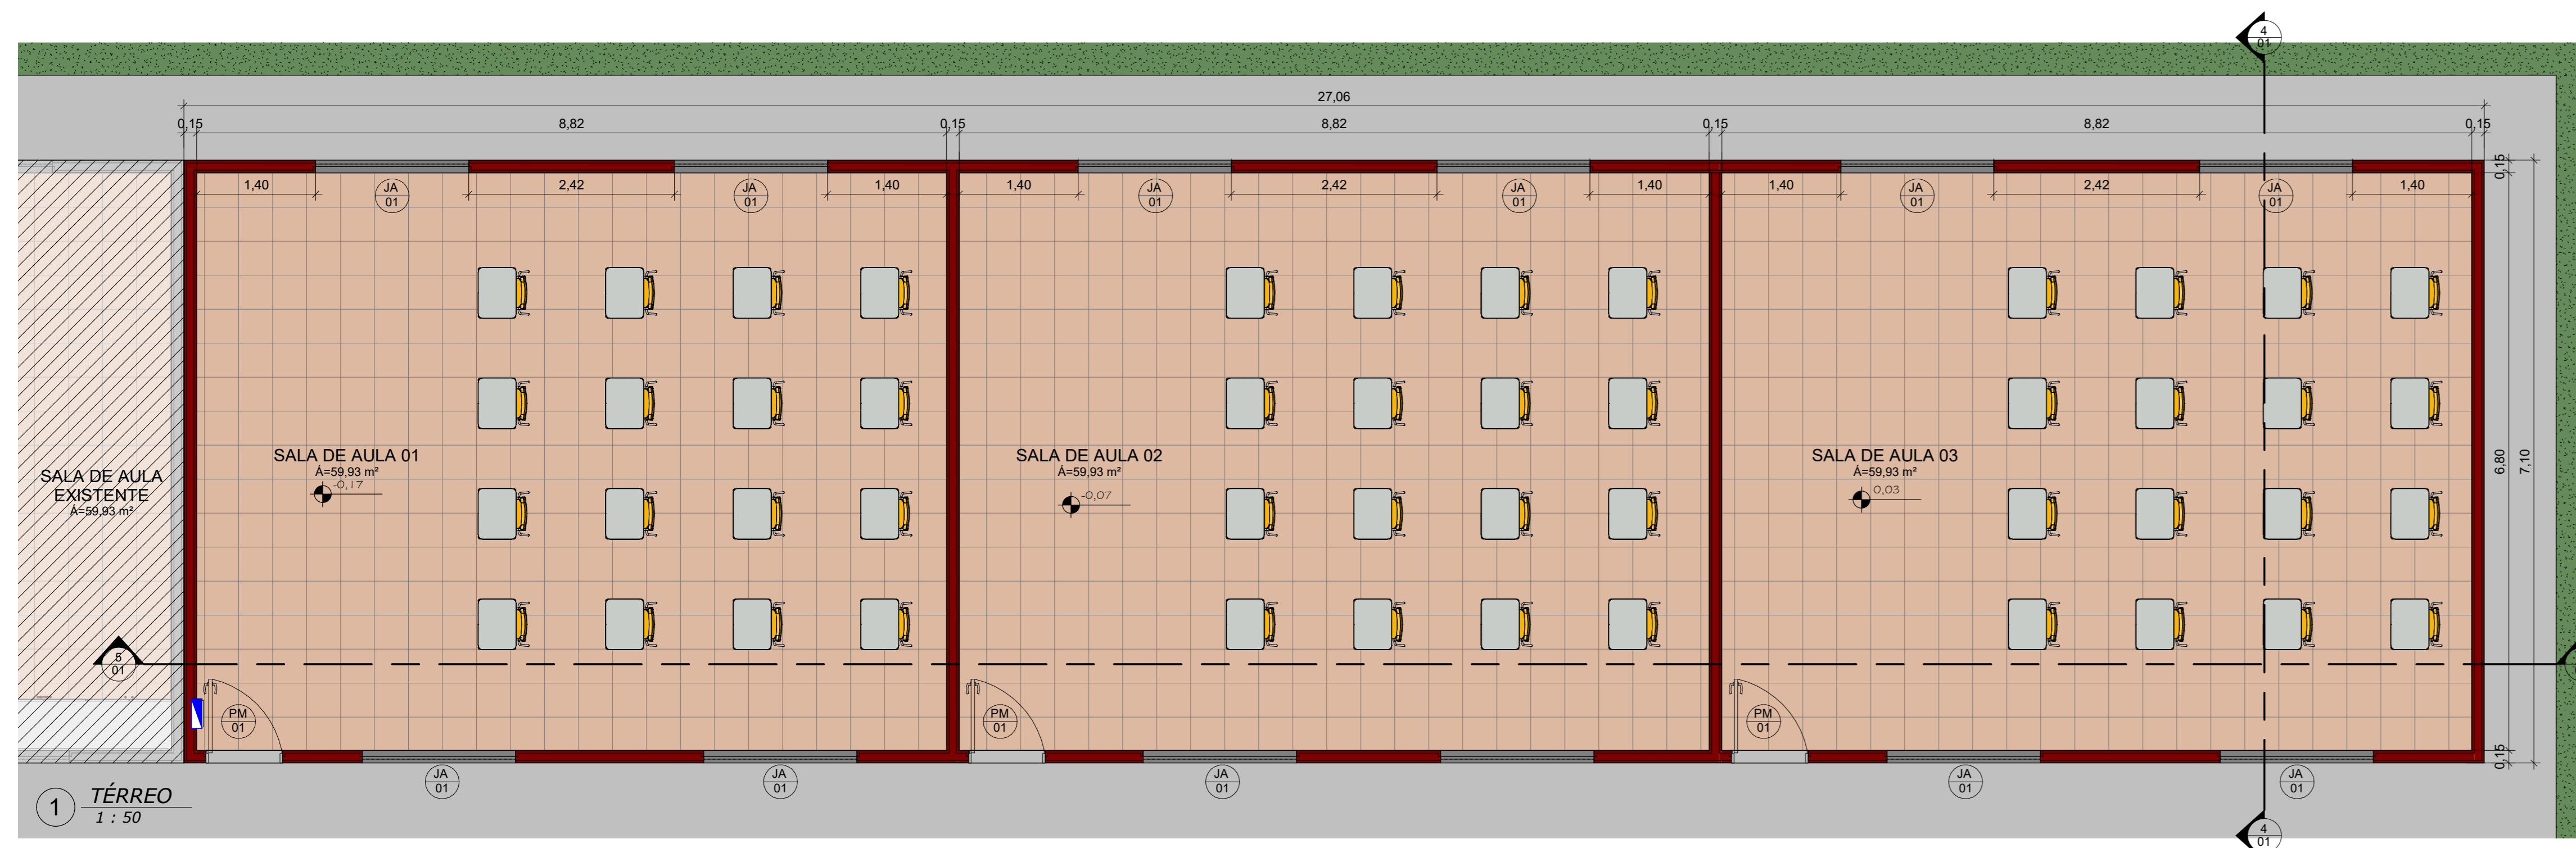 4
01
27,06
0,15
8,82
0,15
8,82
0,15
8,82
0,15
0,15
1,40
JA
01
2,42
JA
01
1,40
1,40
JA
01
2,42
JA
01
1,40
1,40
JA
01
2,42
JA
01
1,40
SALA DE AULA
EXISTENTE
Á=59,93 m²
SALA DE AULA 01
Á=59,93 m²
-0,17
SALA DE AULA 02
Á=59,93 m²
-0,07
SALA DE AULA 03
Á=59,93 m²
0,03
6,80
7,10
5
01
PM
01
PM
01
PM
01
0,15
JA
01
JA
01
JA
01
JA
01
JA
01
1
TÉRREO
1 : 50
4
01